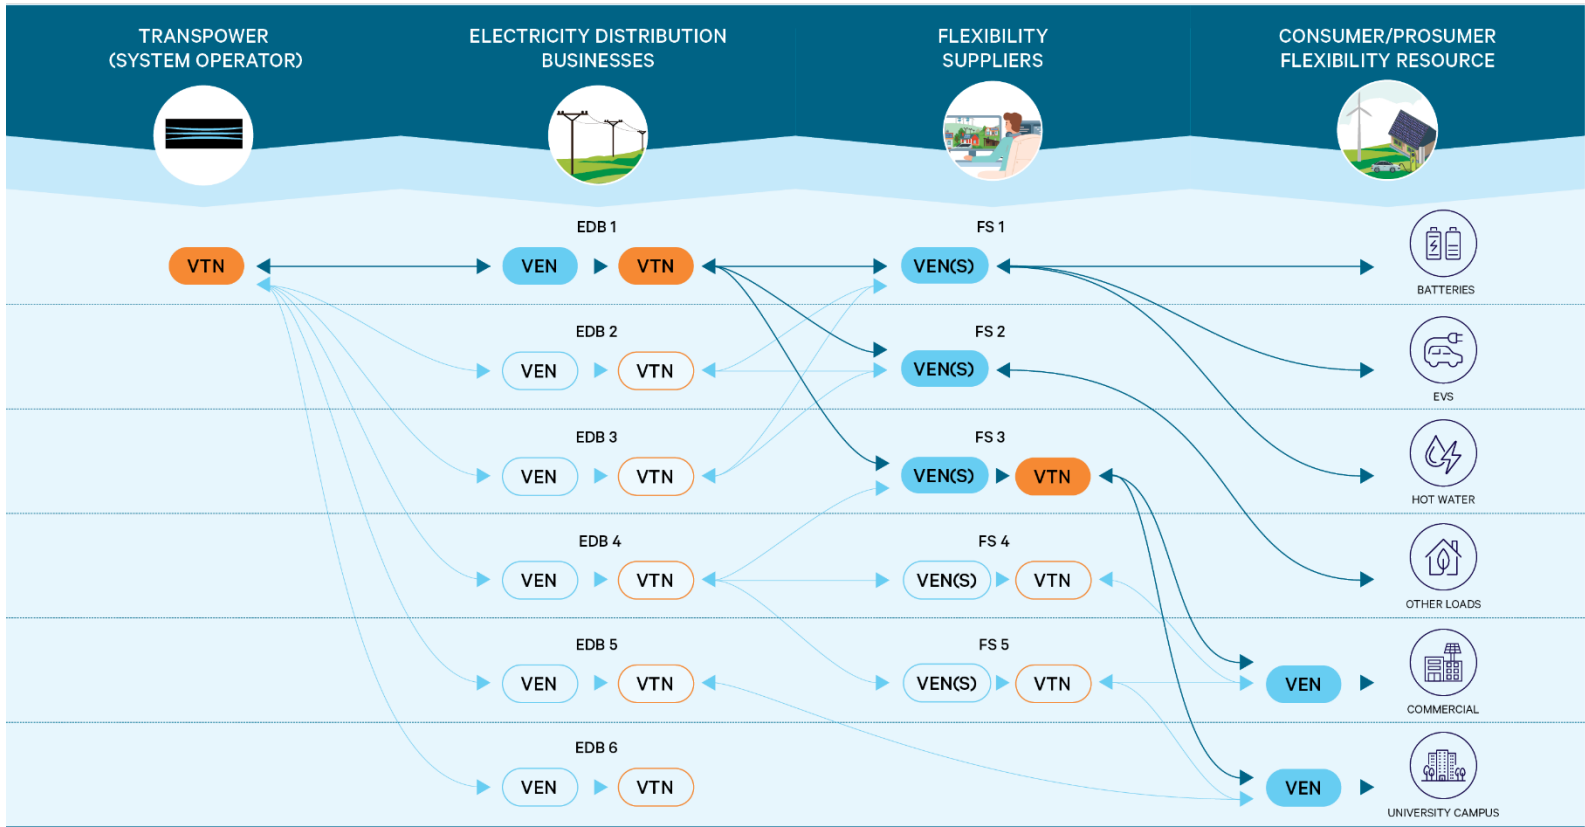 TRANSPOWER
(SYSTEM OPERATOR)
ELECTRICITY DISTRIBUTION
BUSINESSES
FLEXIBILITY
SUPPLIERS
CONSUMER/PROSUMER
FLEXIBILITY RESOURCE
EDB 1
FS 1
VTN
VEN
VTN
VEN(S)
BATTERIES
EDB 2
FS 2
VEN
VTN
VEN(S)
EVS
EDB 3
FS 3
VEN
VTN
VEN(S)
VTN
HOT WATER
EDB 4
FS 4
VEN
VTN
VEN(S)
VTN
OTHER LOADS
EDB 5
FS 5
VEN
VTN
VEN(S)
VTN
VEN
COMMERCIAL
EDB 6
VEN
VTN
VEN
UNIVERSITY CAMPUS